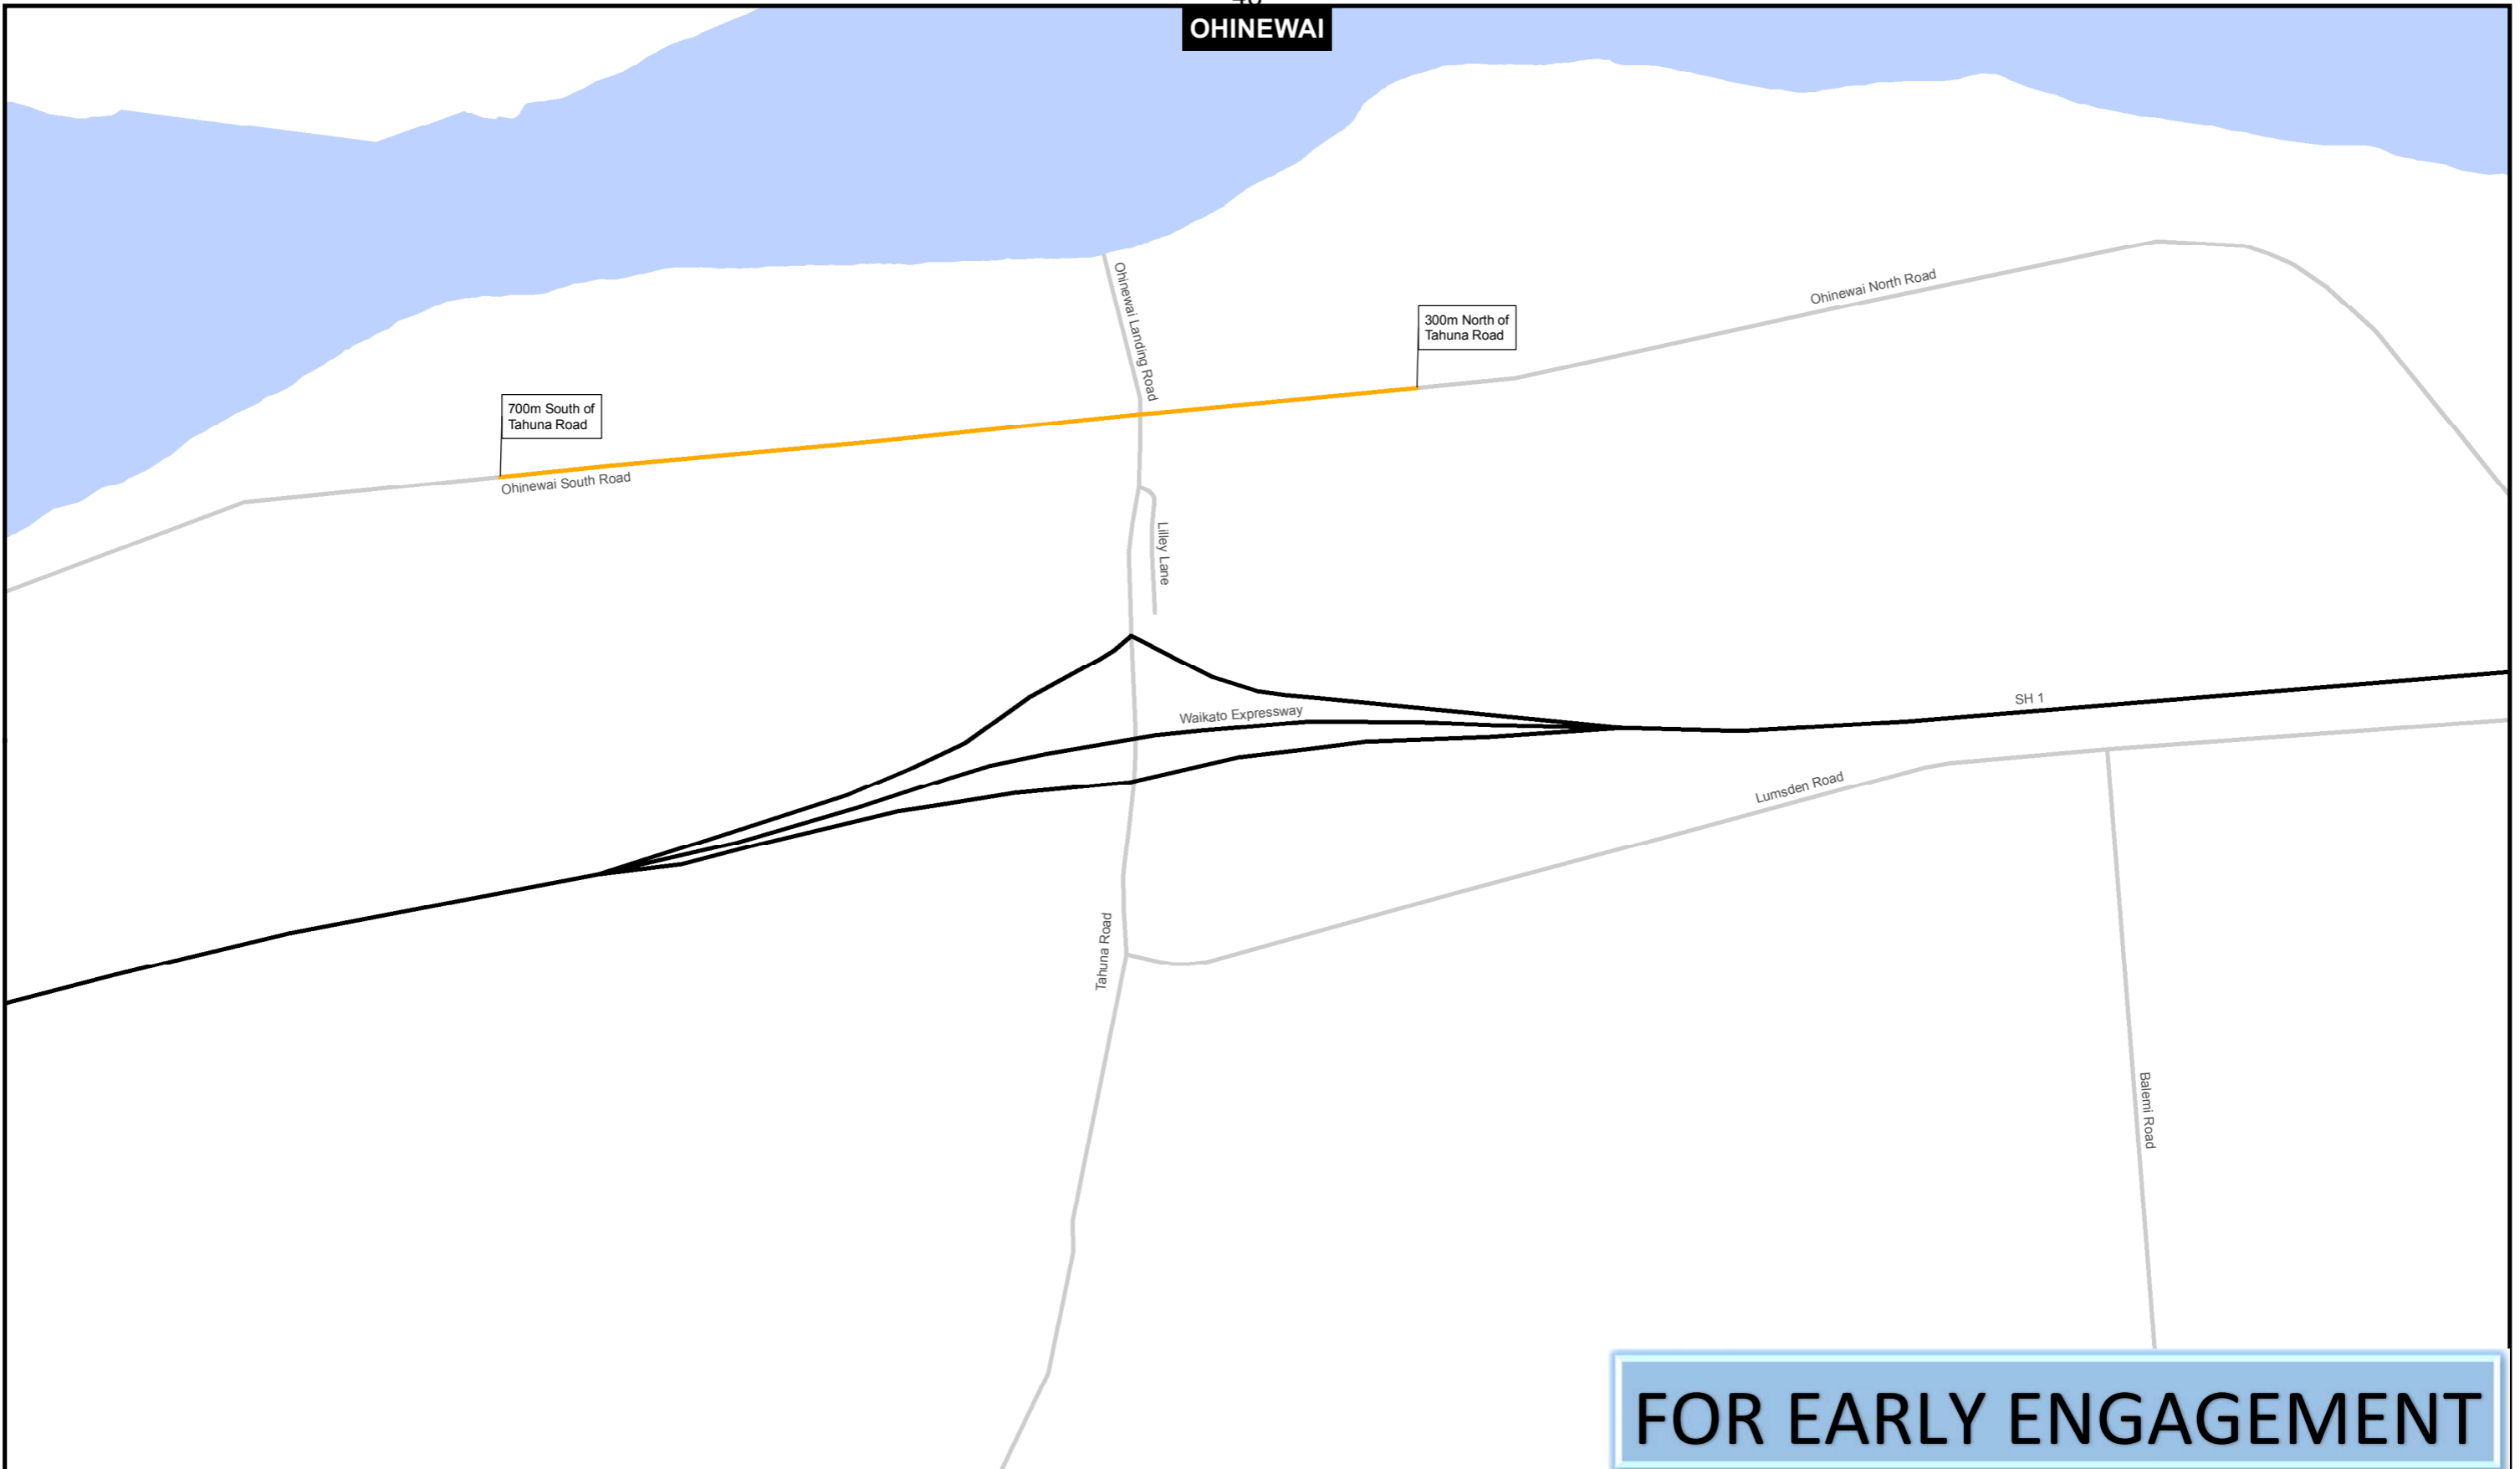 OHINEWAI
Ohinewai Landing Road
Ohinewai North Road
300m North of
Tahuna Road
700m South of
Tahuna Road
Ohinewai South Road
Lilley Lane
SH 1
Waikato Expressway
Lumsden Road
Tahuna Road
Balemi Road
FOR EARLY ENGAGEMENT